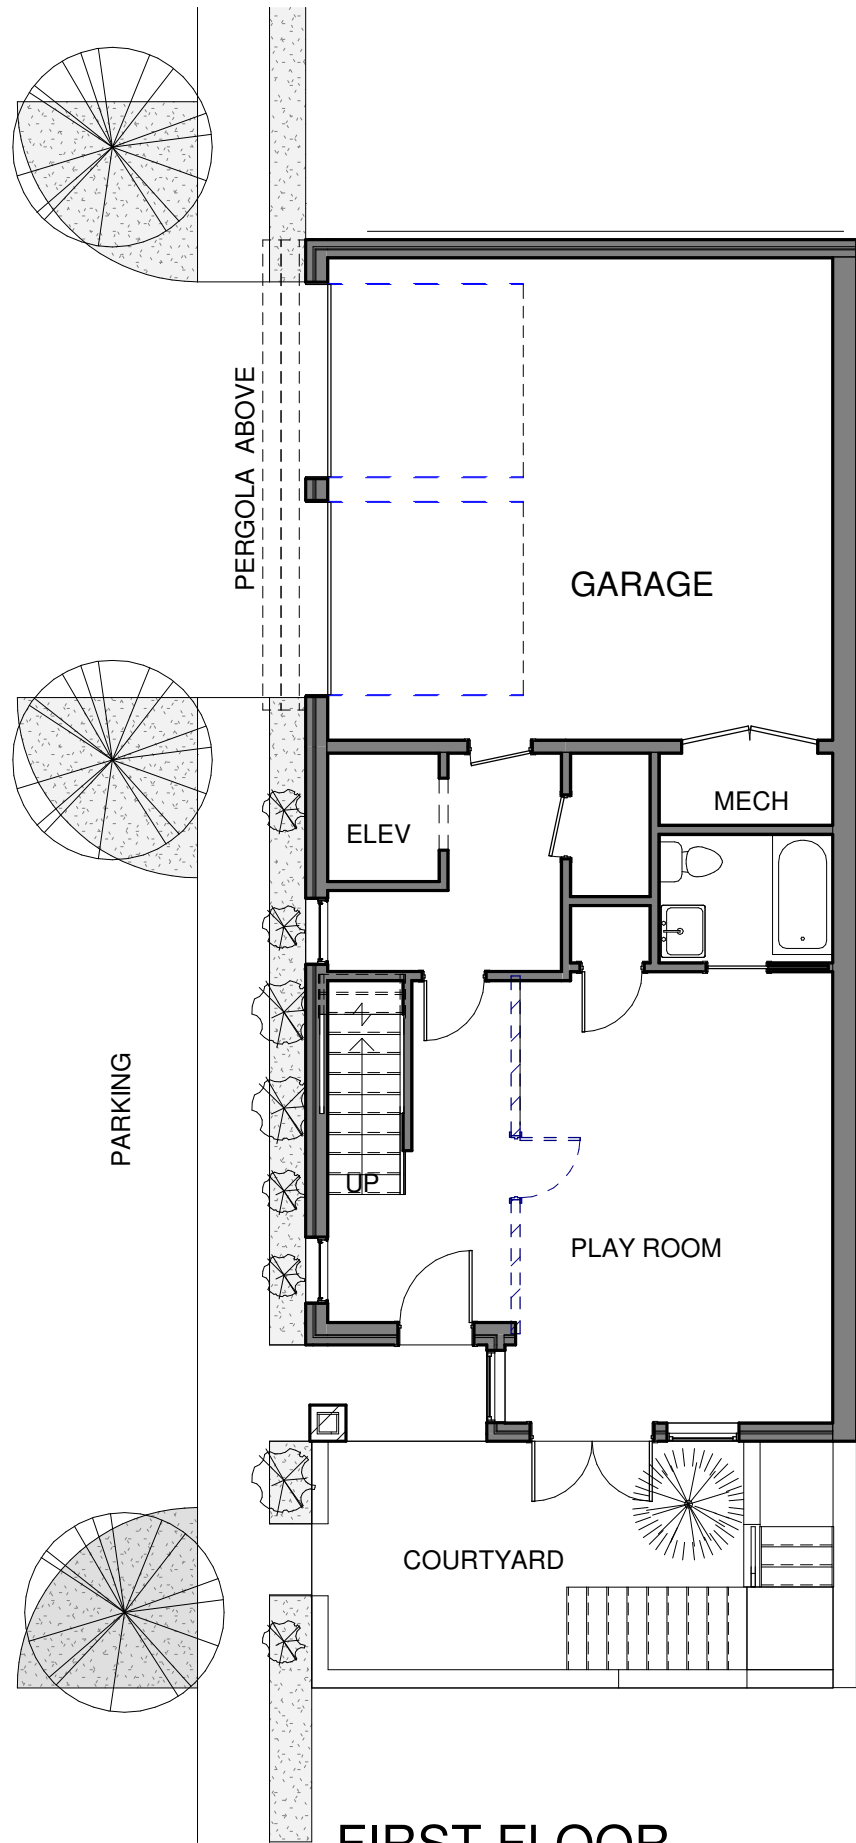 PERGOLA ABOVE
GARAGE
MECH
ELEV
PARKING
UP
PLAY ROOM
COURTYARD
FIRST FLOOR